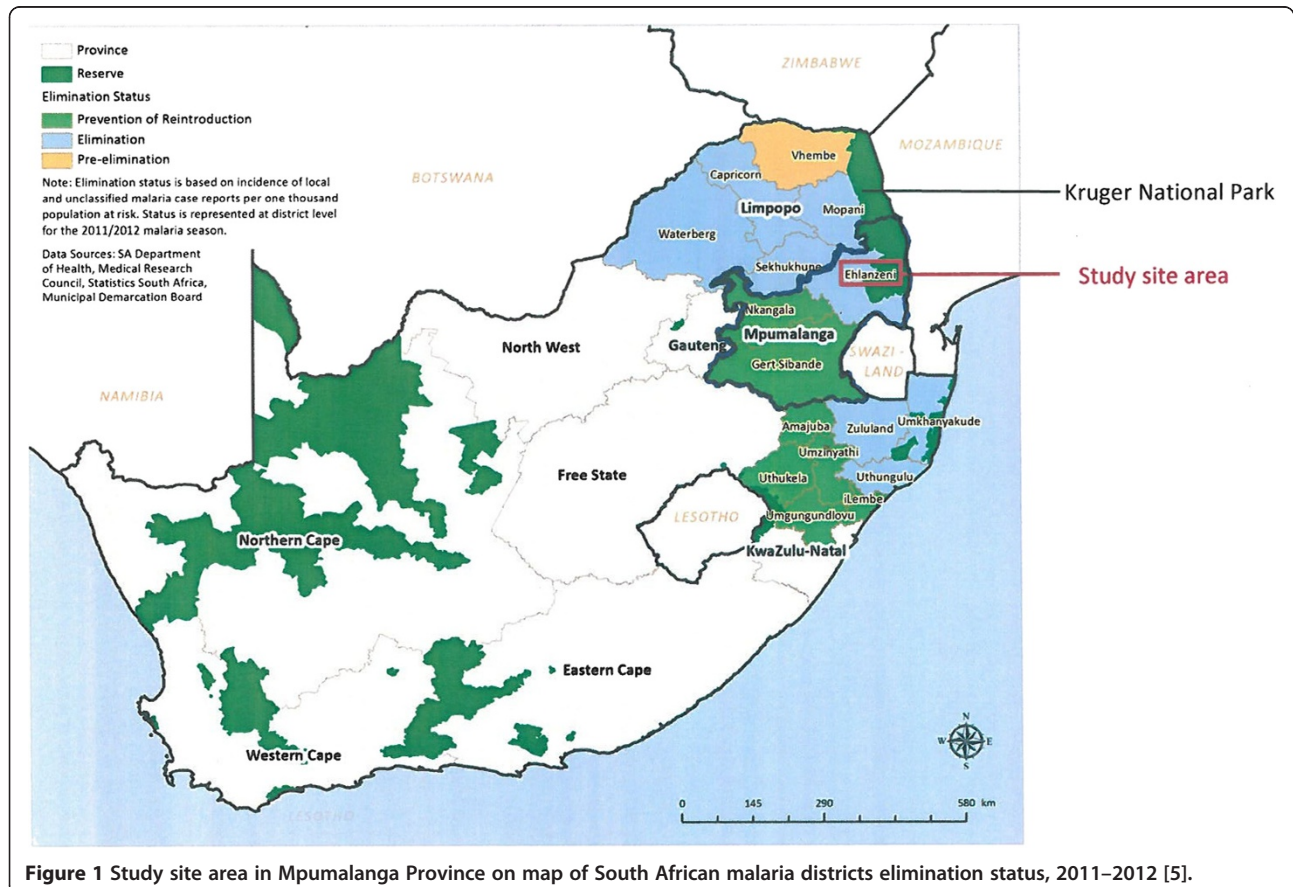 Province
Reserve
Elimination Status
Prevention of Reintroduction
Elimination
Pre-elimination
Note: Elimination status is based on incidence of local
and unclassified malaria case reports per one thousand
population at risk. Status is represented at district level
for the 2011/2012 malaria season.
Data Sources: SA Department
of Health, Medical Research
Council, Statistics South Africa,
Municipal Demarcation Board
ZIMBABWE
MOZAMBIQUE
BOTSWANA
NAMIBIA
Vhembe
Capricorn
Limpopo
Mopani
Waterberg
Sekhukhune
Ehlanzeni
Kruger National Park
Study site area
Nkangala
Mpumalanga
Gauteng
Gert Sibande
North West
SWAZI-
LAND
Amajuba
Zululand
Umkhanyakude
Umzinyathi
Uthukela
Uthungulu
iLembe
Umgungundlovu
KwaZulu-Natal
Free State
LESOTHO
Northern Cape
Eastern Cape
Western Cape
LESOTHO
N
W E
S
0 145 290 580 km
Figure 1 Study site area in Mpumalanga Province on map of South African malaria districts elimination status, 2011–2012 [5].